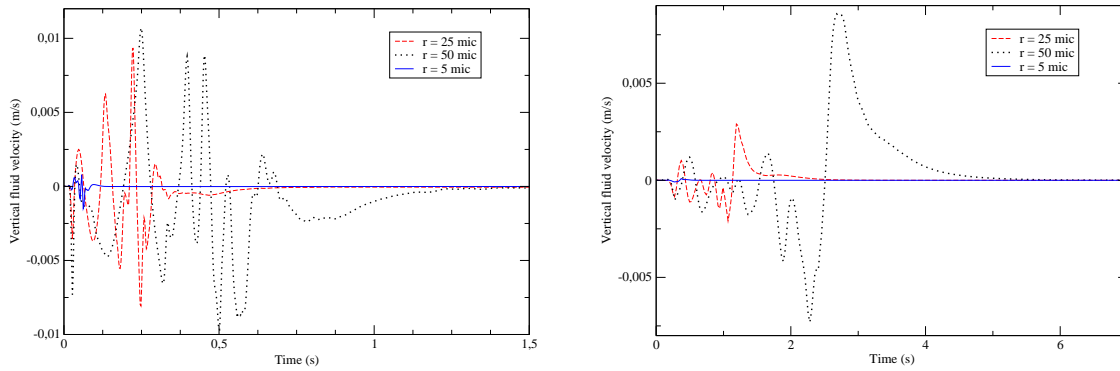 0,01
0,005
0
-0,005
-0,01
Vertical fluid velocity (m/s)
r = 25 mic
r = 50 mic
r = 5 mic
0 0,5 1 1,5
Time (s)
0,005
0
-0,005
Vertical fluid velocity (m/s)
r = 25 mic
r = 50 mic
r = 5 mic
0 2 4 6
Time (s)